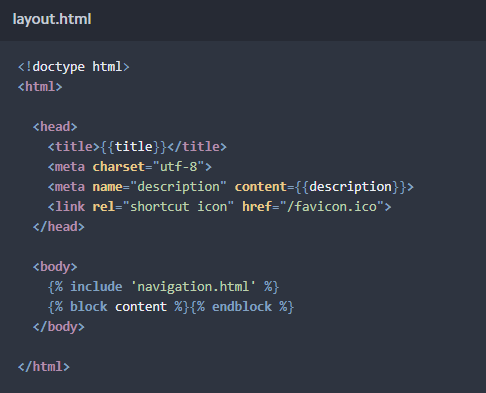 layout.html
<!doctype html>
<html>
<head>
<title>{{title}}</title>
<meta charset="utf-8">
<meta name="description" content={{description}}>
<link rel="shortcut icon" href="/favicon.ico">
</head>
<body>
{% include 'navigation.html' %}
{% block content %}{% endblock %}
</body>
</html>